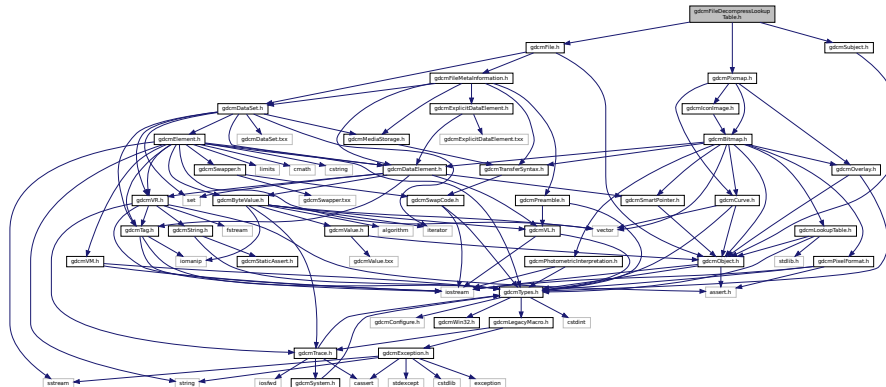 gdcmFileDecompressLookup
Table.h
gdcmFile.h
gdcmSubject.h
gdcmFileMetaInformation.h
gdcmPixmap.h
gdcmDataSet.h
gdcmExplicitDataElement.h
gdcmIconImage.h
gdcmElement.h
gdcmDataSet.txx
gdcmMediaStorage.h
gdcmExplicitDataElement.txx
gdcmBitmap.h
gdcmSwapper.h
limits
cmath
cstring
gdcmDataElement.h
gdcmTransferSyntax.h
gdcmOverlay.h
gdcmVR.h
set
gdcmByteValue.h
gdcmSwapper.txx
gdcmSwapCode.h
gdcmPreamble.h
gdcmSmartPointer.h
gdcmCurve.h
gdcmTag.h
gdcmString.h
fstream
gdcmValue.h
algorithm
iterator
gdcmVL.h
vector
gdcmLookupTable.h
gdcmVM.h
iomanip
gdcmStaticAssert.h
gdcmValue.txx
gdcmPhotometricInterpretation.h
gdcmObject.h
stdlib.h
gdcmPixelFormat.h
iostream
gdcmTypes.h
assert.h
gdcmConfigure.h
gdcmWin32.h
gdcmLegacyMacro.h
cstdint
gdcmTrace.h
gdcmException.h
sstream
string
iosfwd
gdcmSystem.h
cassert
stdexcept
cstdlib
exception